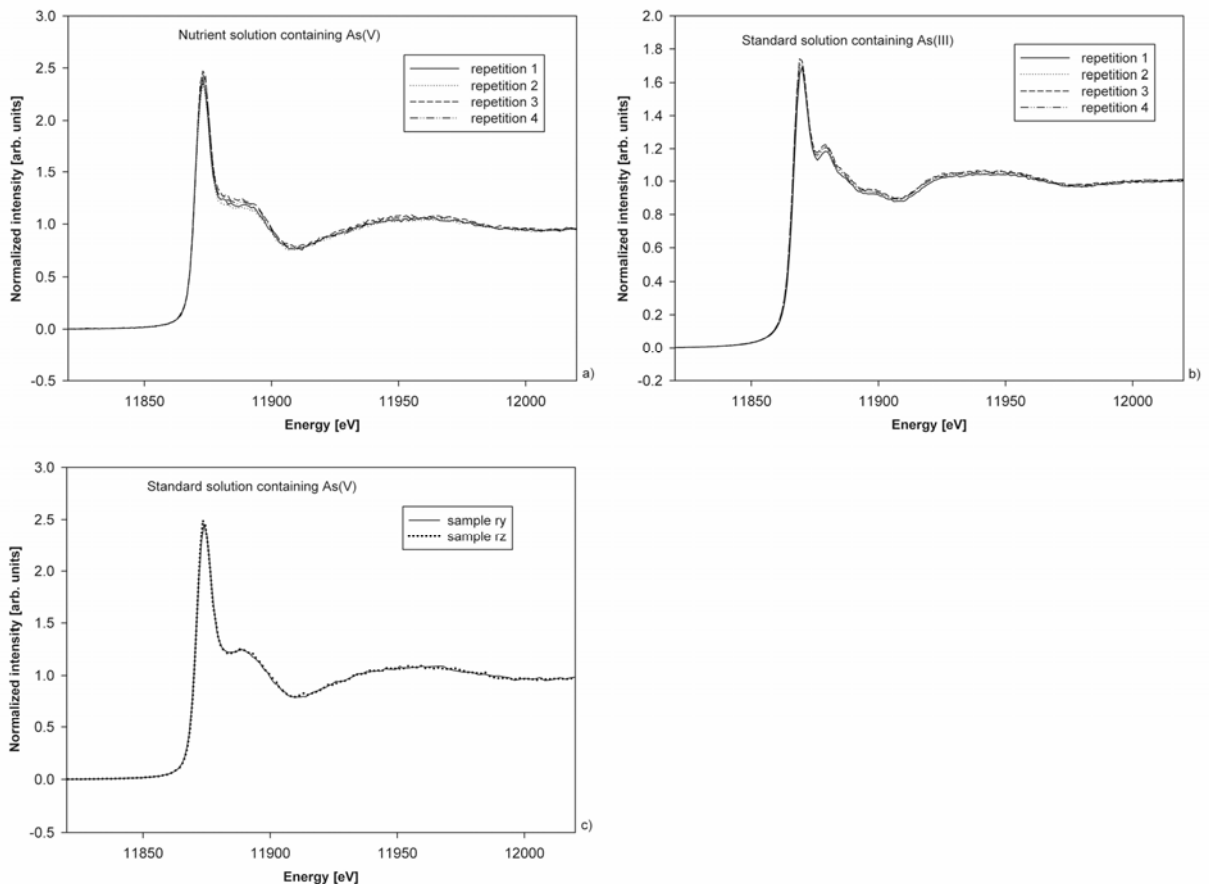 Nutrient solution containing As(V)
repetition 1
repetition 2
repetition 3
repetition 4
Normalized intensity [arb. units]
3.0
2.5
2.0
1.5
1.0
0.5
0.0
-0.5
11850
11900
11950
12000
Energy [eV]
a)
Standard solution containing As(III)
repetition 1
repetition 2
repetition 3
repetition 4
Normalized intensity [arb. units]
2.0
1.8
1.6
1.4
1.2
1.0
0.8
0.6
0.4
0.2
0.0
-0.2
11850
11900
11950
12000
Energy [eV]
b)
Standard solution containing As(V)
sample ry
sample rz
Normalized intensity [arb. units]
3.0
2.5
2.0
1.5
1.0
0.5
0.0
-0.5
11850
11900
11950
12000
Energy [eV]
c)